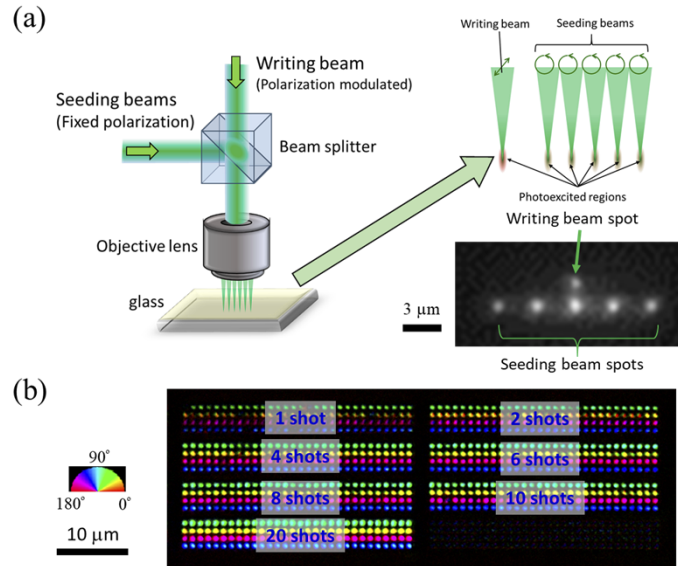 (a)
Writing beam
(Polarization modulated)
Seeding beams
(Fixed polarization)
Beam splitter
Objective lens
glass
Writing beam
Seeding beams
Photoexcited regions
Writing beam spot
3 μm
Seeding beam spots
(b)
1 shot
2 shots
4 shots
6 shots
8 shots
10 shots
20 shots
90°
180°
0°
10 μm